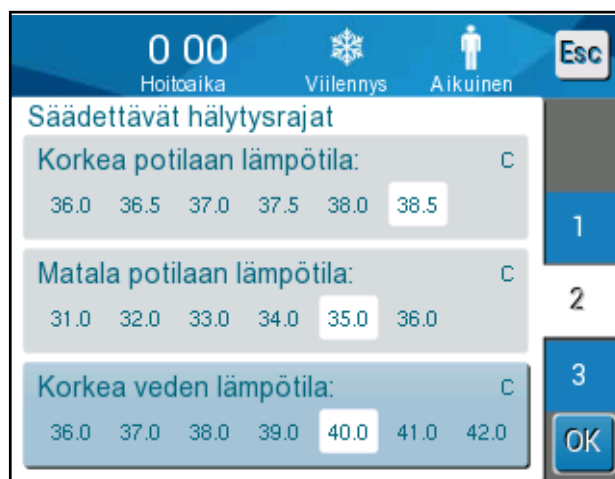 0 00
Hoitoaika
Viilennys
Aikuinen
Esc
Säädettävät hälytysrajat
Korkea potilaan lämpötila: C
36.0 36.5 37.0 37.5 38.0 38.5
Matala potilaan lämpötila: C
31.0 32.0 33.0 34.0 35.0 36.0
Korkea veden lämpötila: C
36.0 37.0 38.0 39.0 40.0 41.0 42.0
1
2
3
OK